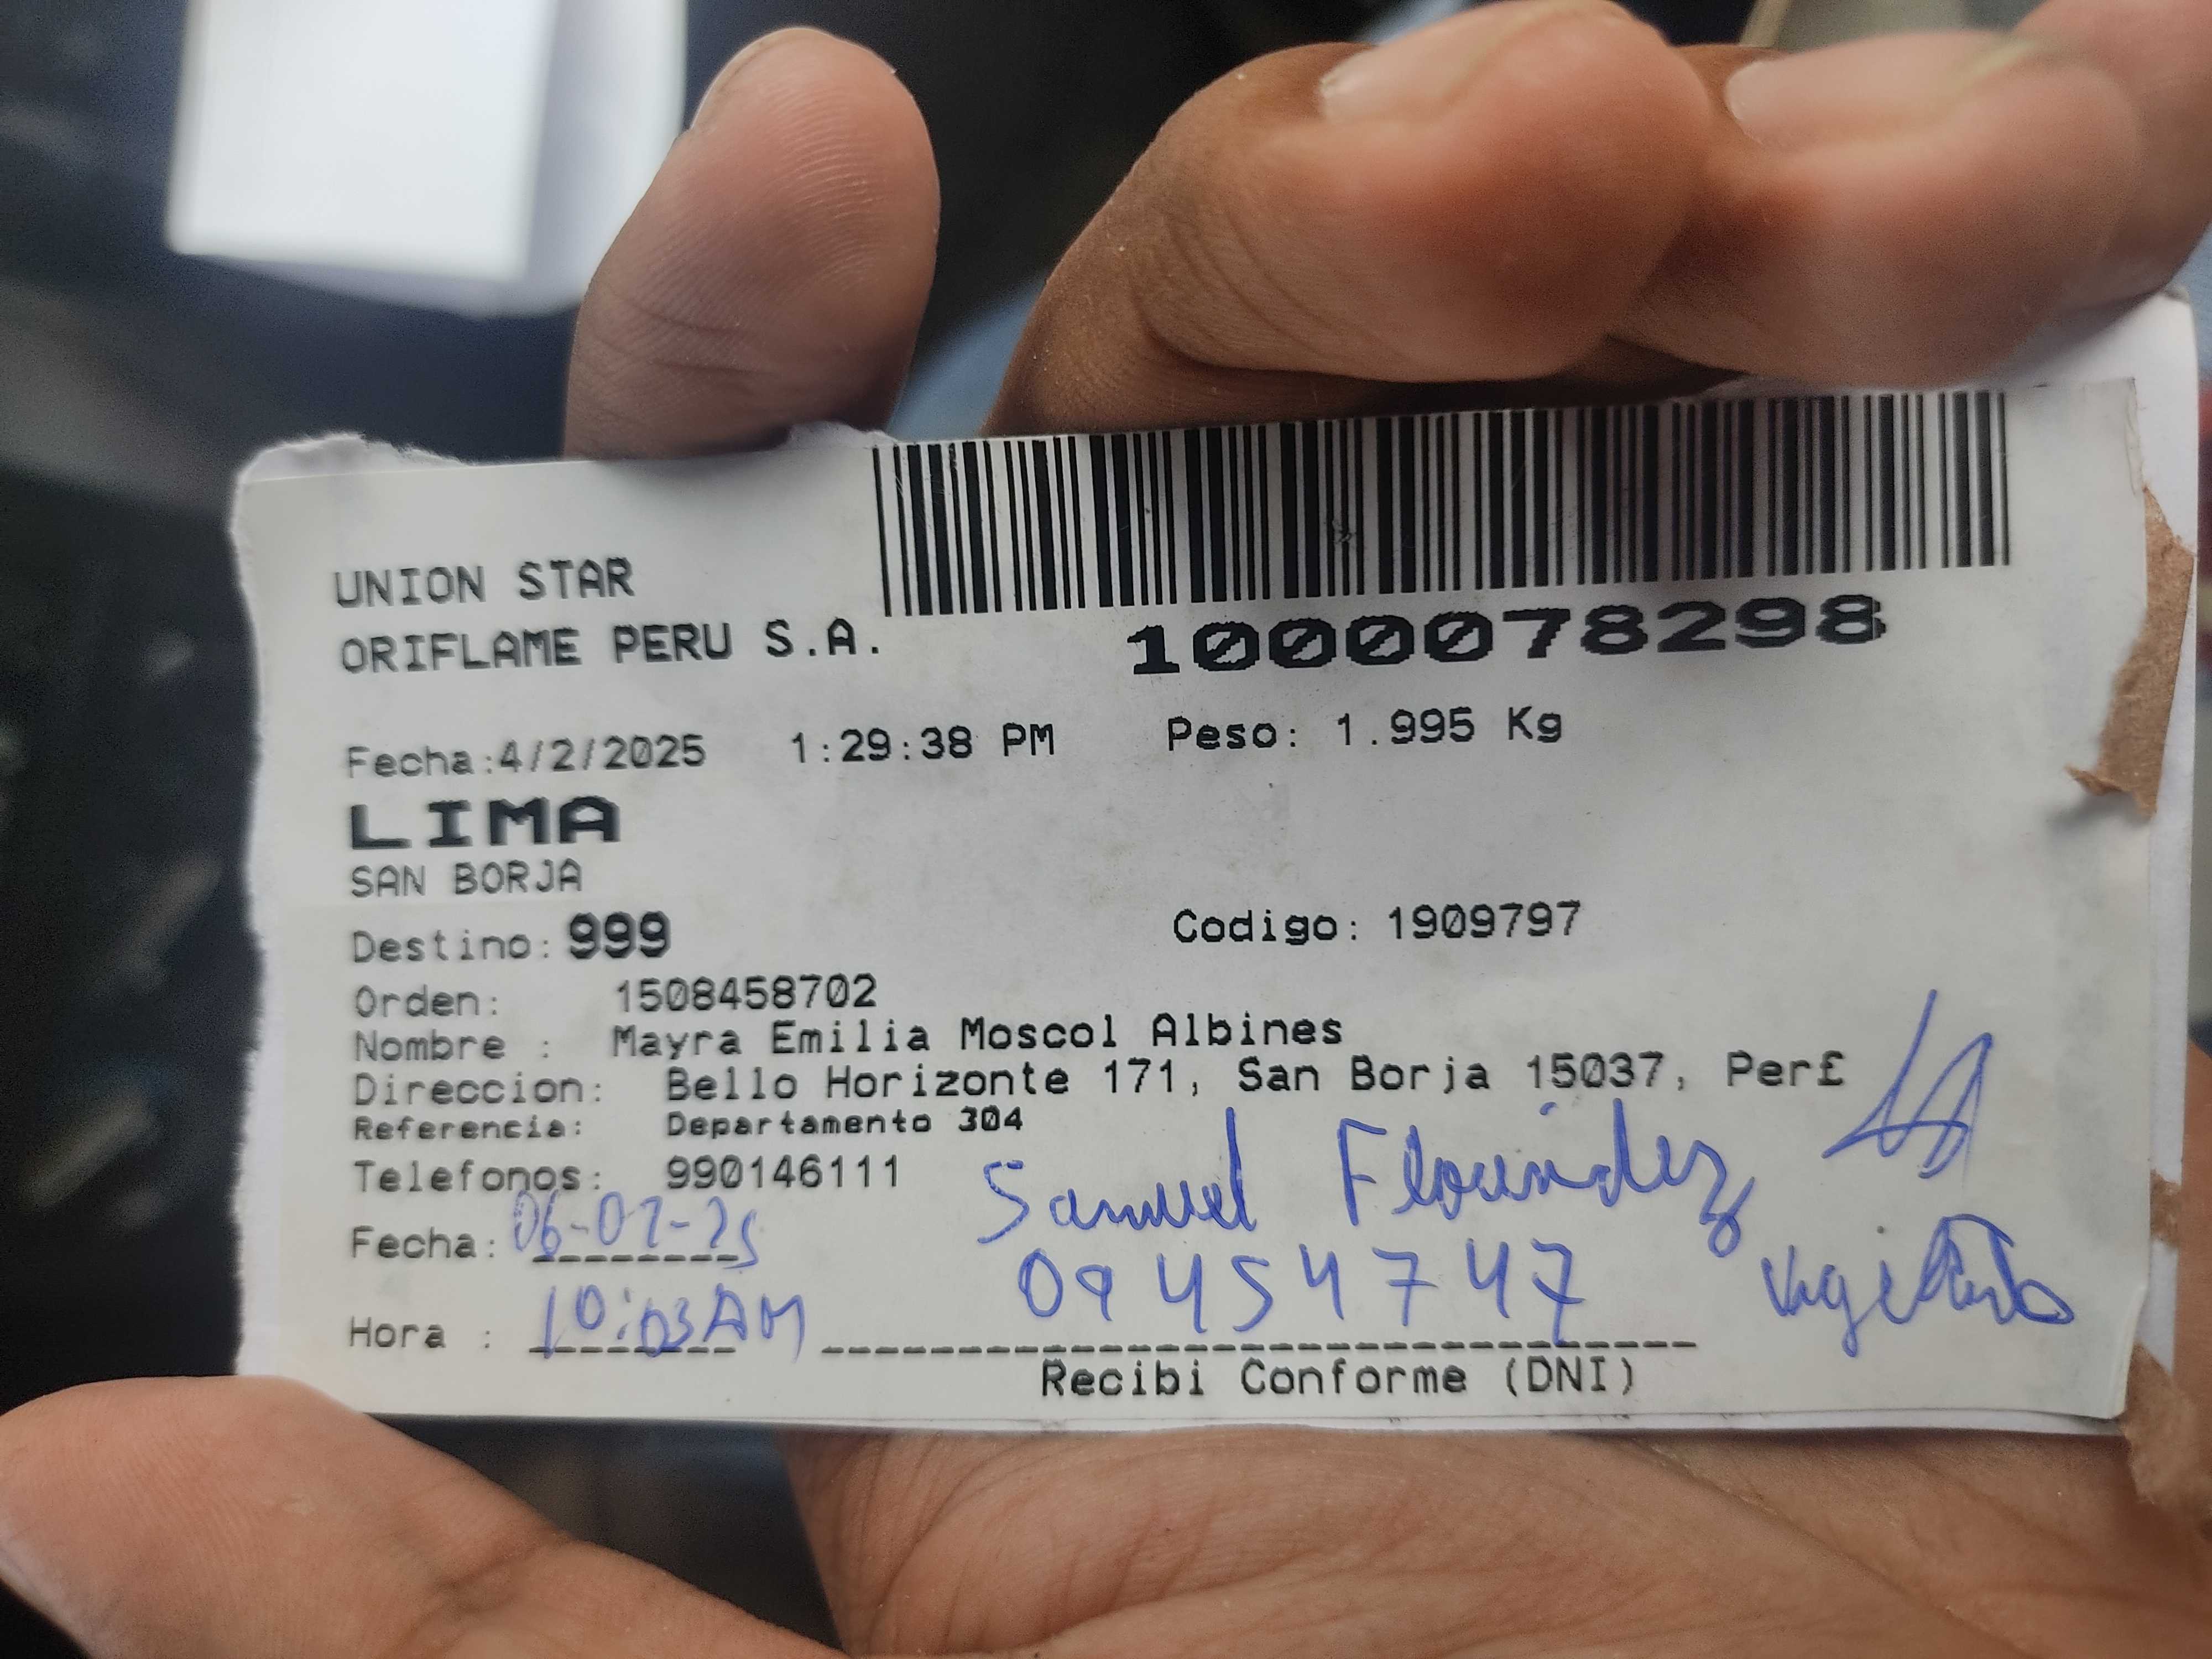 UNION STAR
ORIFLAME PERU S.A.
1000078298
Fecha:4/2/2025 1:29:38 PM Peso: 1.995 Kg
LIMA
SAN BORJA
Destino: 999 Codigo: 1909797
Orden: 1508458702
Nombre : Mayra Emilia Moscol Albines
Direccion: Bello Horizonte 171, San Borja 15037, Per£
Referencia: Departamento 304
Telefonos: 990146111
Samuel
Fecha: 06-02-25
09454747
Hora : 10:03AM
Recibi Conforme (DNI)